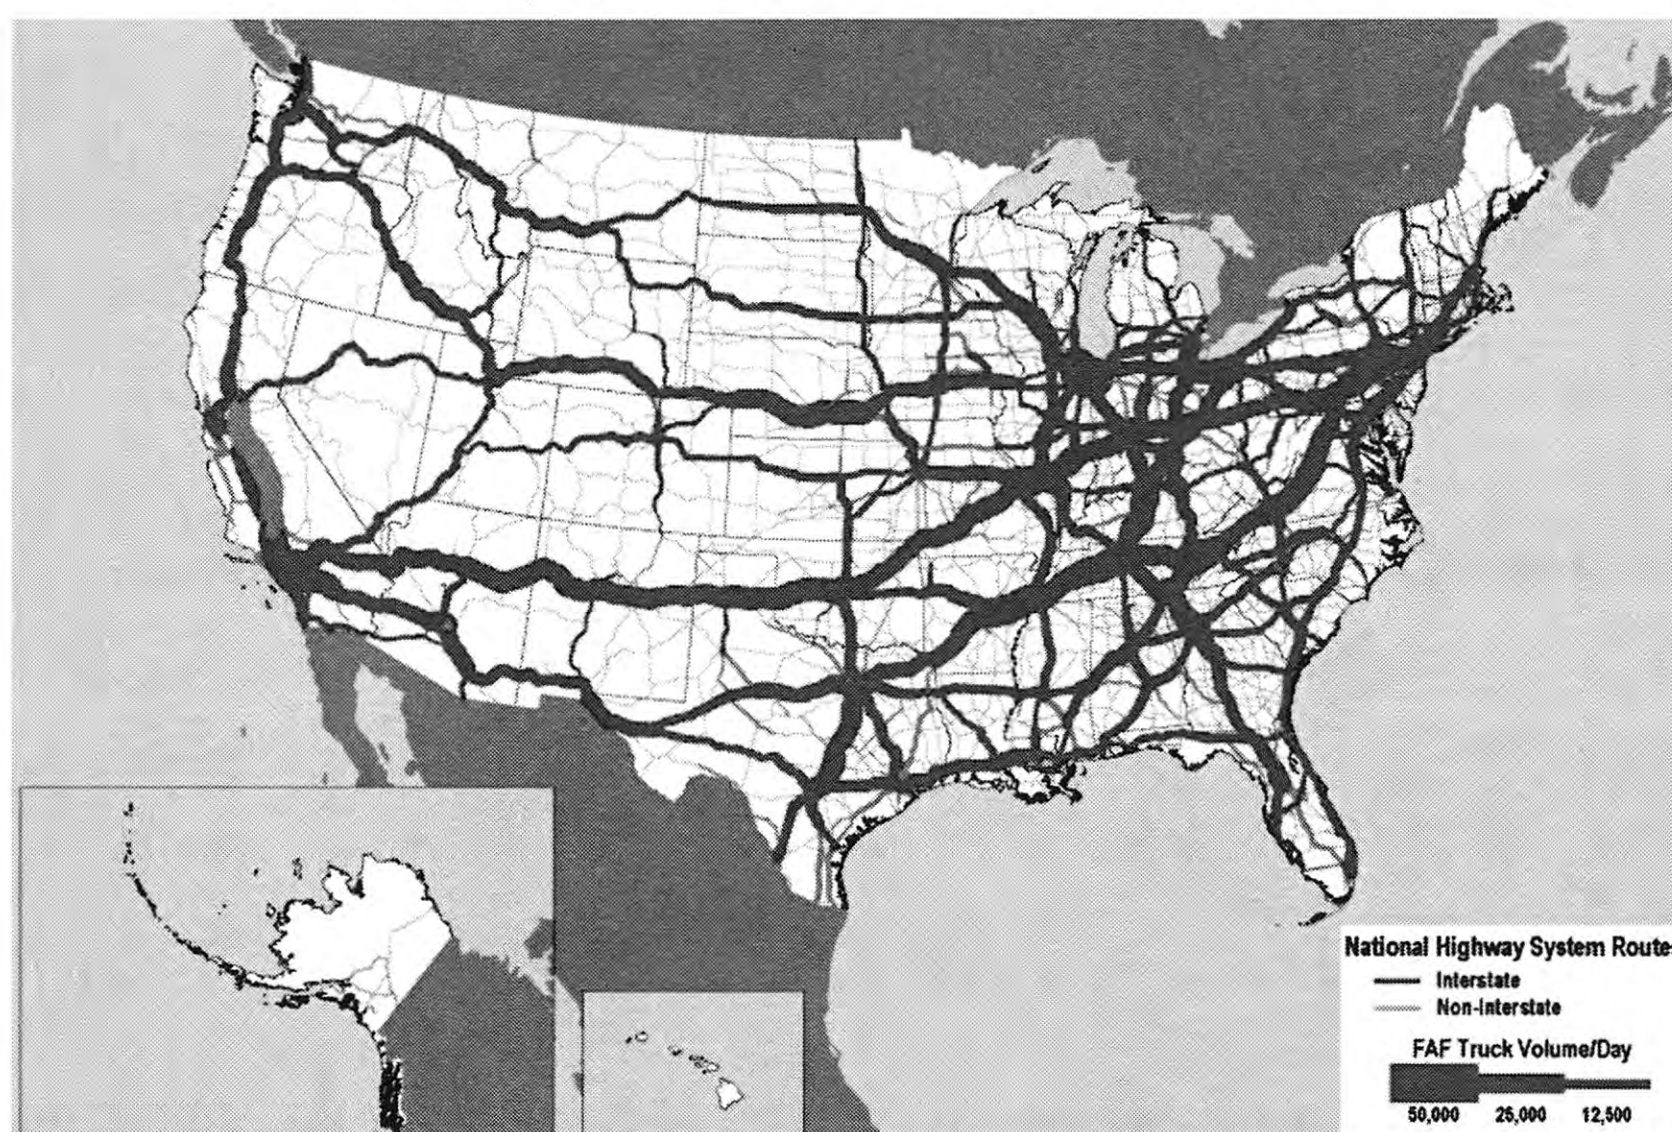 National Highway System Route
Interstate
Non-Interstate
FAF Truck Volume/Day
50,000 25,000 12,500